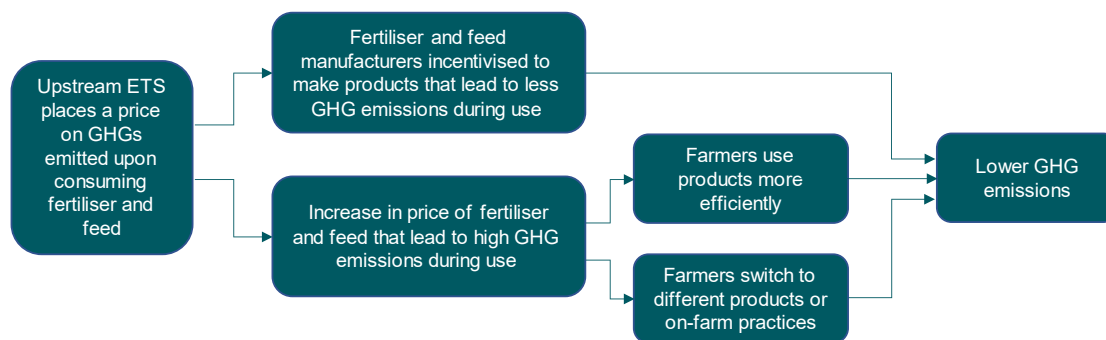 Upstream ETS
places a price
on GHGs
emitted upon
consuming
fertiliser and
feed
Fertiliser and feed
manufacturers incentivised to
make products that lead to less
GHG emissions during use
Increase in price of fertiliser
and feed that lead to high GHG
emissions during use
Farmers use
products more
efficiently
Farmers switch to
different products or
on-farm practices
Lower GHG
emissions